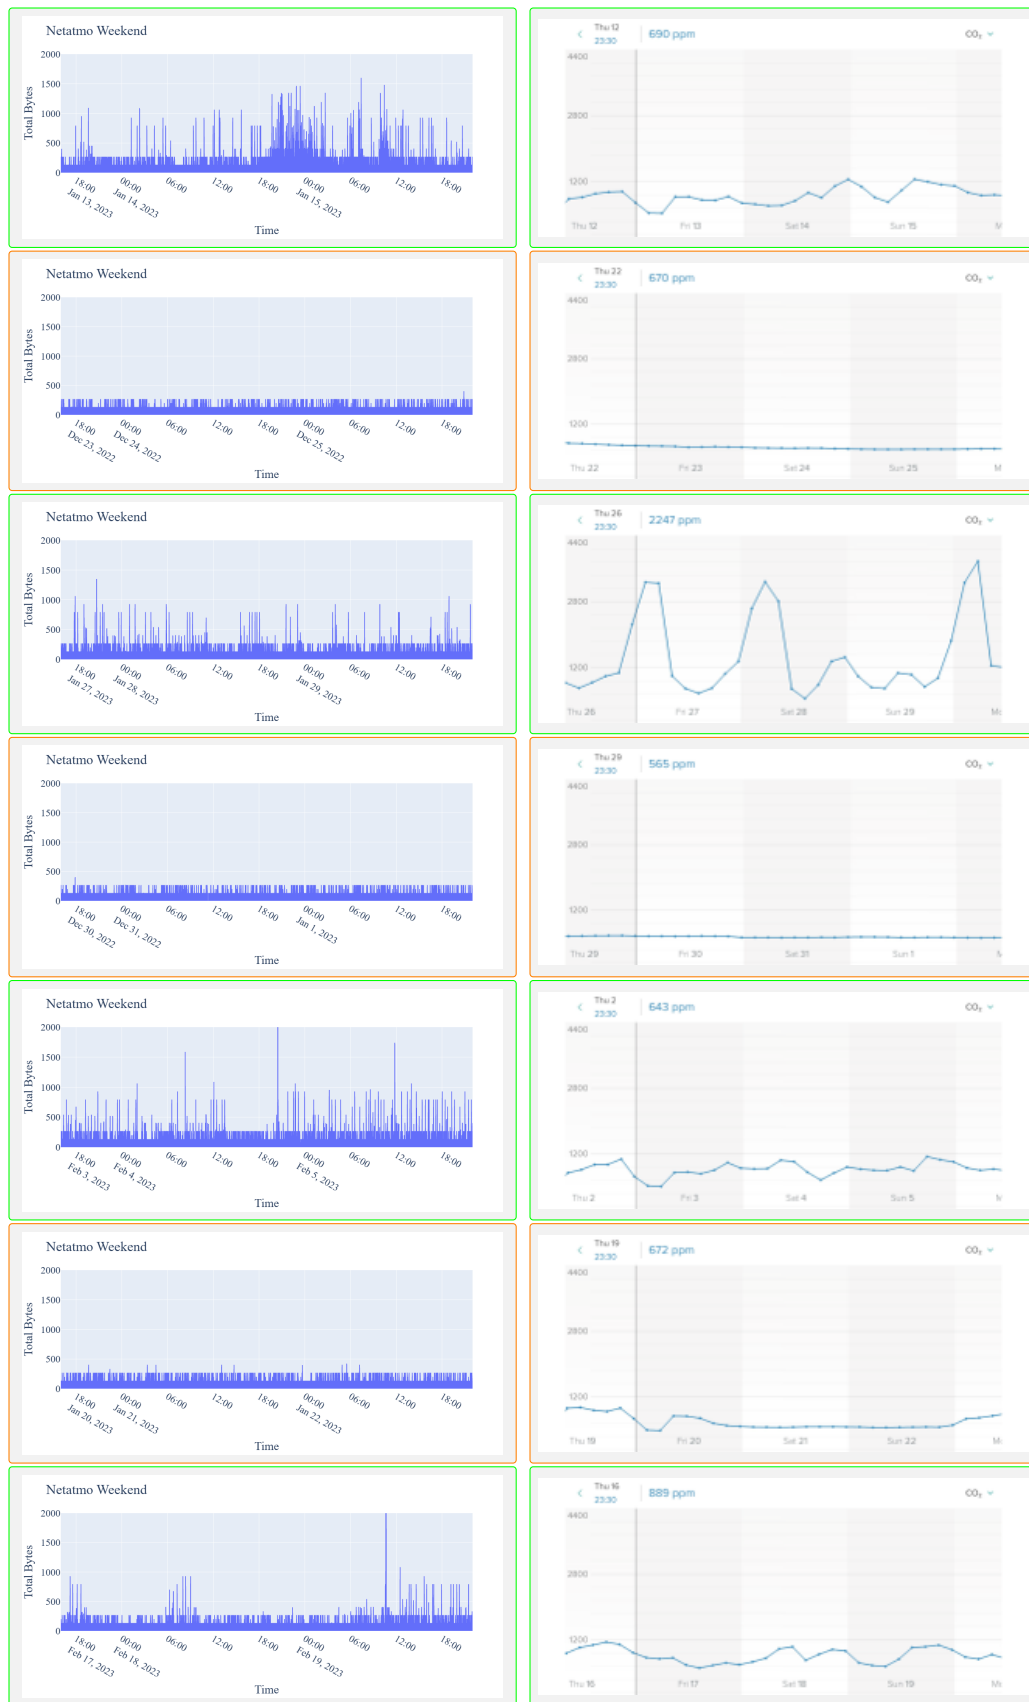 Netatmo Weekend
Total Bytes
2000
1500
1000
500
0
18:00 00:00 06:00 12:00 18:00 00:00 06:00 12:00 18:00
Jan 13, 2023 Jan 14, 2023 Jan 15, 2023
Time
Thu 12
23:30
690 ppm
CO₂
4400
2800
1200
Thu 12 Fri 13 Sat 14 Sun 15 M
Netatmo Weekend
Total Bytes
2000
1500
1000
500
0
18:00 00:00 06:00 12:00 18:00 00:00 06:00 12:00 18:00
Dec 23, 2022 Dec 24, 2022 Dec 25, 2022
Time
Thu 22
23:30
670 ppm
CO₂
4400
2800
1200
Thu 22 Fri 23 Sat 24 Sun 25 M
Netatmo Weekend
Total Bytes
2000
1500
1000
500
0
18:00 00:00 06:00 12:00 18:00 00:00 06:00 12:00 18:00
Jan 27, 2023 Jan 28, 2023 Jan 29, 2023
Time
Thu 26
23:30
2247 ppm
CO₂
4400
2800
1200
Thu 26 Fri 27 Sat 28 Sun 29 Mo
Netatmo Weekend
Total Bytes
2000
1500
1000
500
0
18:00 00:00 06:00 12:00 18:00 00:00 06:00 12:00 18:00
Dec 30, 2022 Dec 31, 2022 Jan 1, 2023
Time
Thu 29
23:30
565 ppm
CO₂
4400
2800
1200
Thu 29 Fri 30 Sat 31 Sun 1 M
Netatmo Weekend
Total Bytes
2000
1500
1000
500
0
18:00 00:00 06:00 12:00 18:00 00:00 06:00 12:00 18:00
Feb 3, 2023 Feb 4, 2023 Feb 5, 2023
Time
Thu 2
23:30
643 ppm
CO₂
4400
2800
1200
Thu 2 Fri 3 Sat 4 Sun 5 M
Netatmo Weekend
Total Bytes
2000
1500
1000
500
0
18:00 00:00 06:00 12:00 18:00 00:00 06:00 12:00 18:00
Jan 20, 2023 Jan 21, 2023 Jan 22, 2023
Time
Thu 19
23:30
672 ppm
CO₂
4400
2800
1200
Thu 19 Fri 20 Sat 21 Sun 22 M
Netatmo Weekend
Total Bytes
2000
1500
1000
500
0
18:00 00:00 06:00 12:00 18:00 00:00 06:00 12:00 18:00
Feb 17, 2023 Feb 18, 2023 Feb 19, 2023
Time
Thu 16
23:30
889 ppm
CO₂
4400
2800
1200
Thu 16 Fri 17 Sat 18 Sun 19 Mo